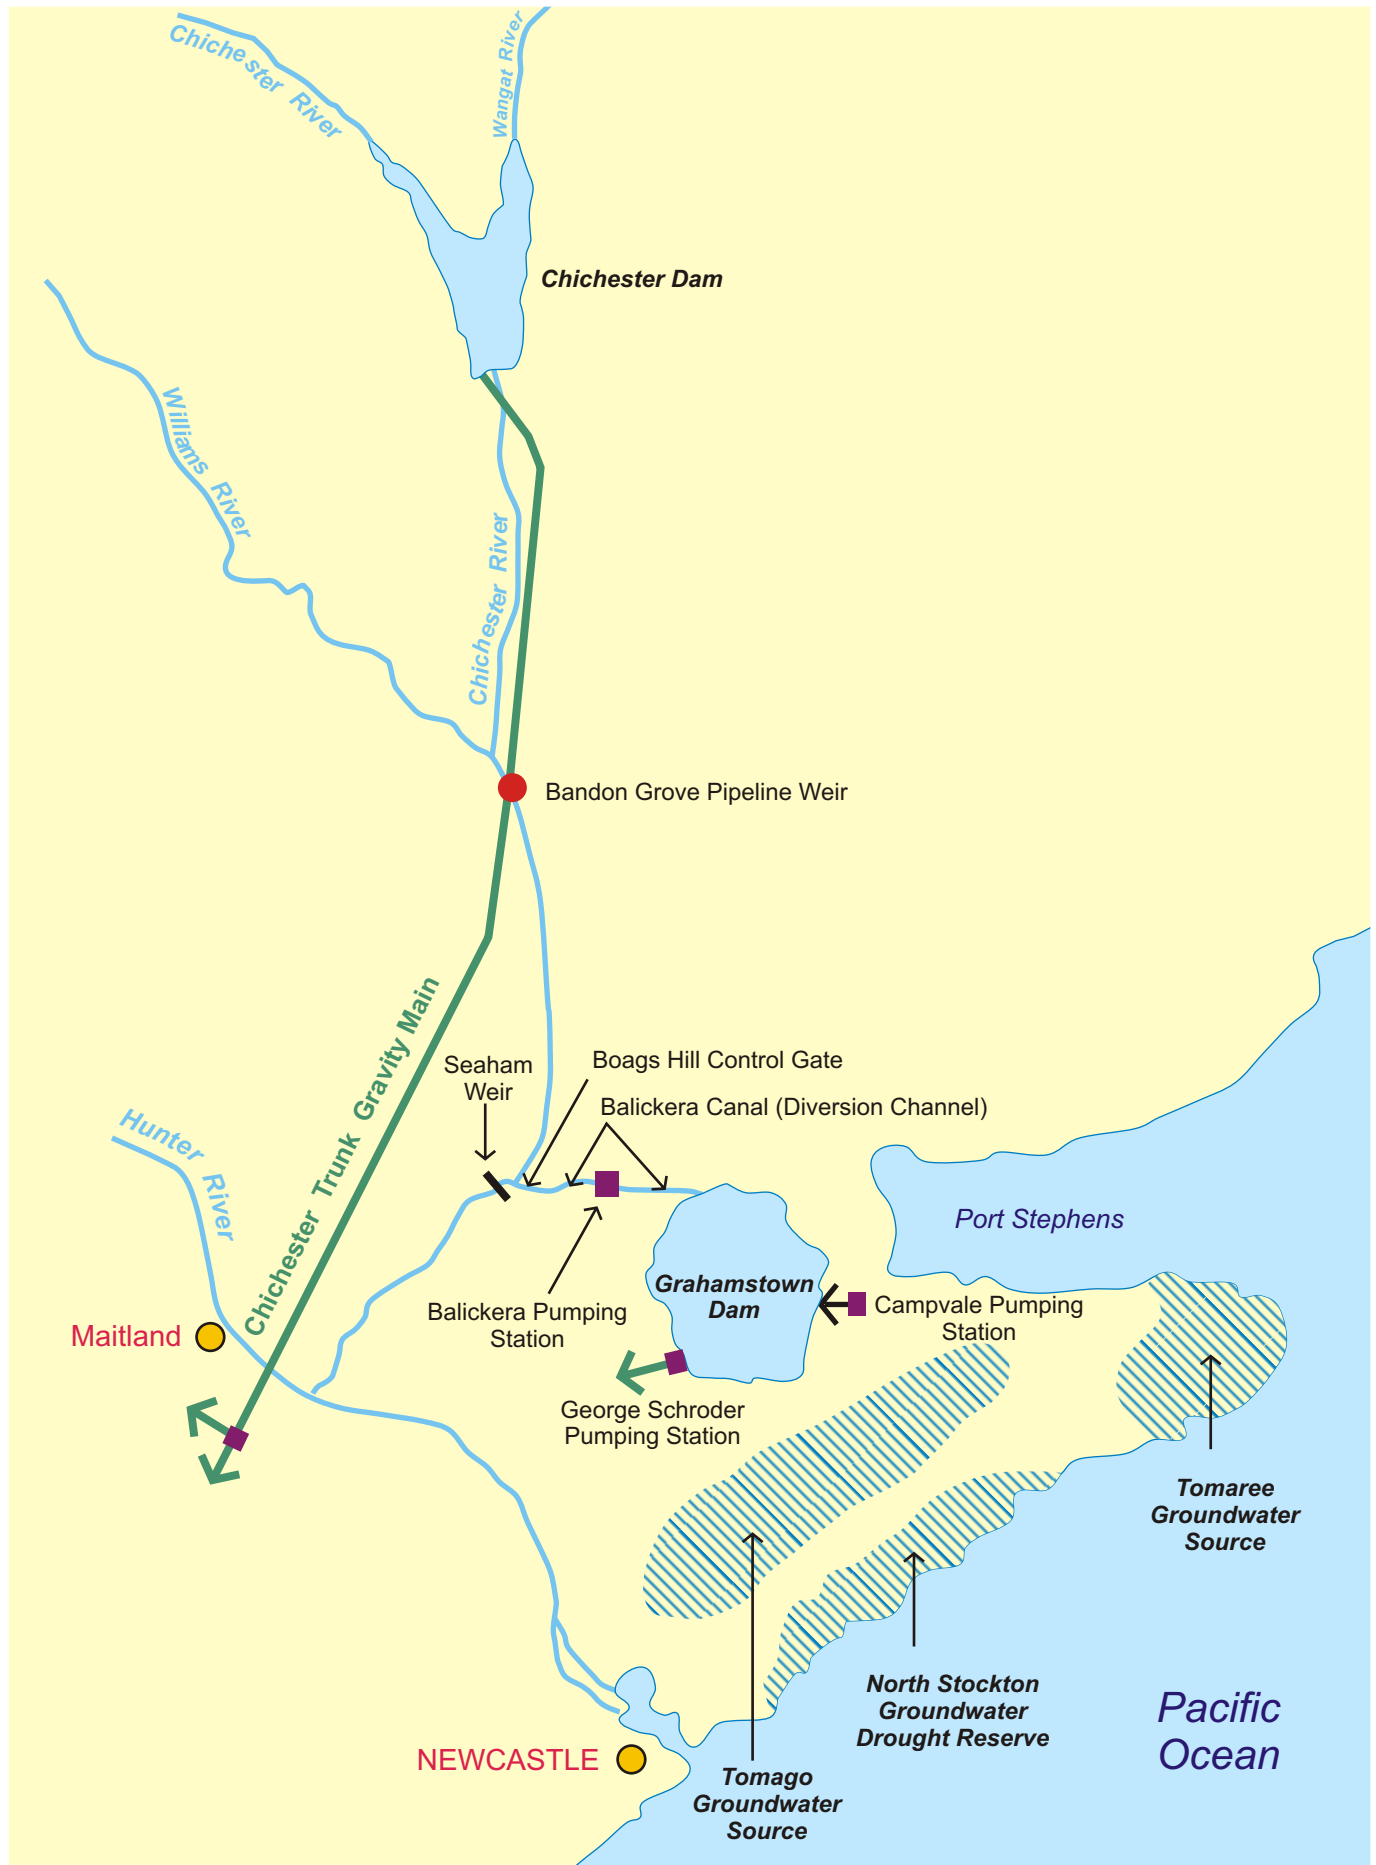 Chichester River
Wangat River
Chichester Dam
Williams River
Chichester River
Bandon Grove Pipeline Weir
Chichester Trunk Gravity Main
Seaham
Weir
Boags Hill Control Gate
Balickera Canal (Diversion Channel)
Hunter River
Port Stephens
Grahamstown
Dam
Balickera Pumping
Station
Campvale Pumping
Station
Maitland
George Schroder
Pumping Station
Tomaree
Groundwater
Source
North Stockton
Groundwater
Drought Reserve
Pacific
Ocean
NEWCASTLE
Tomago
Groundwater
Source